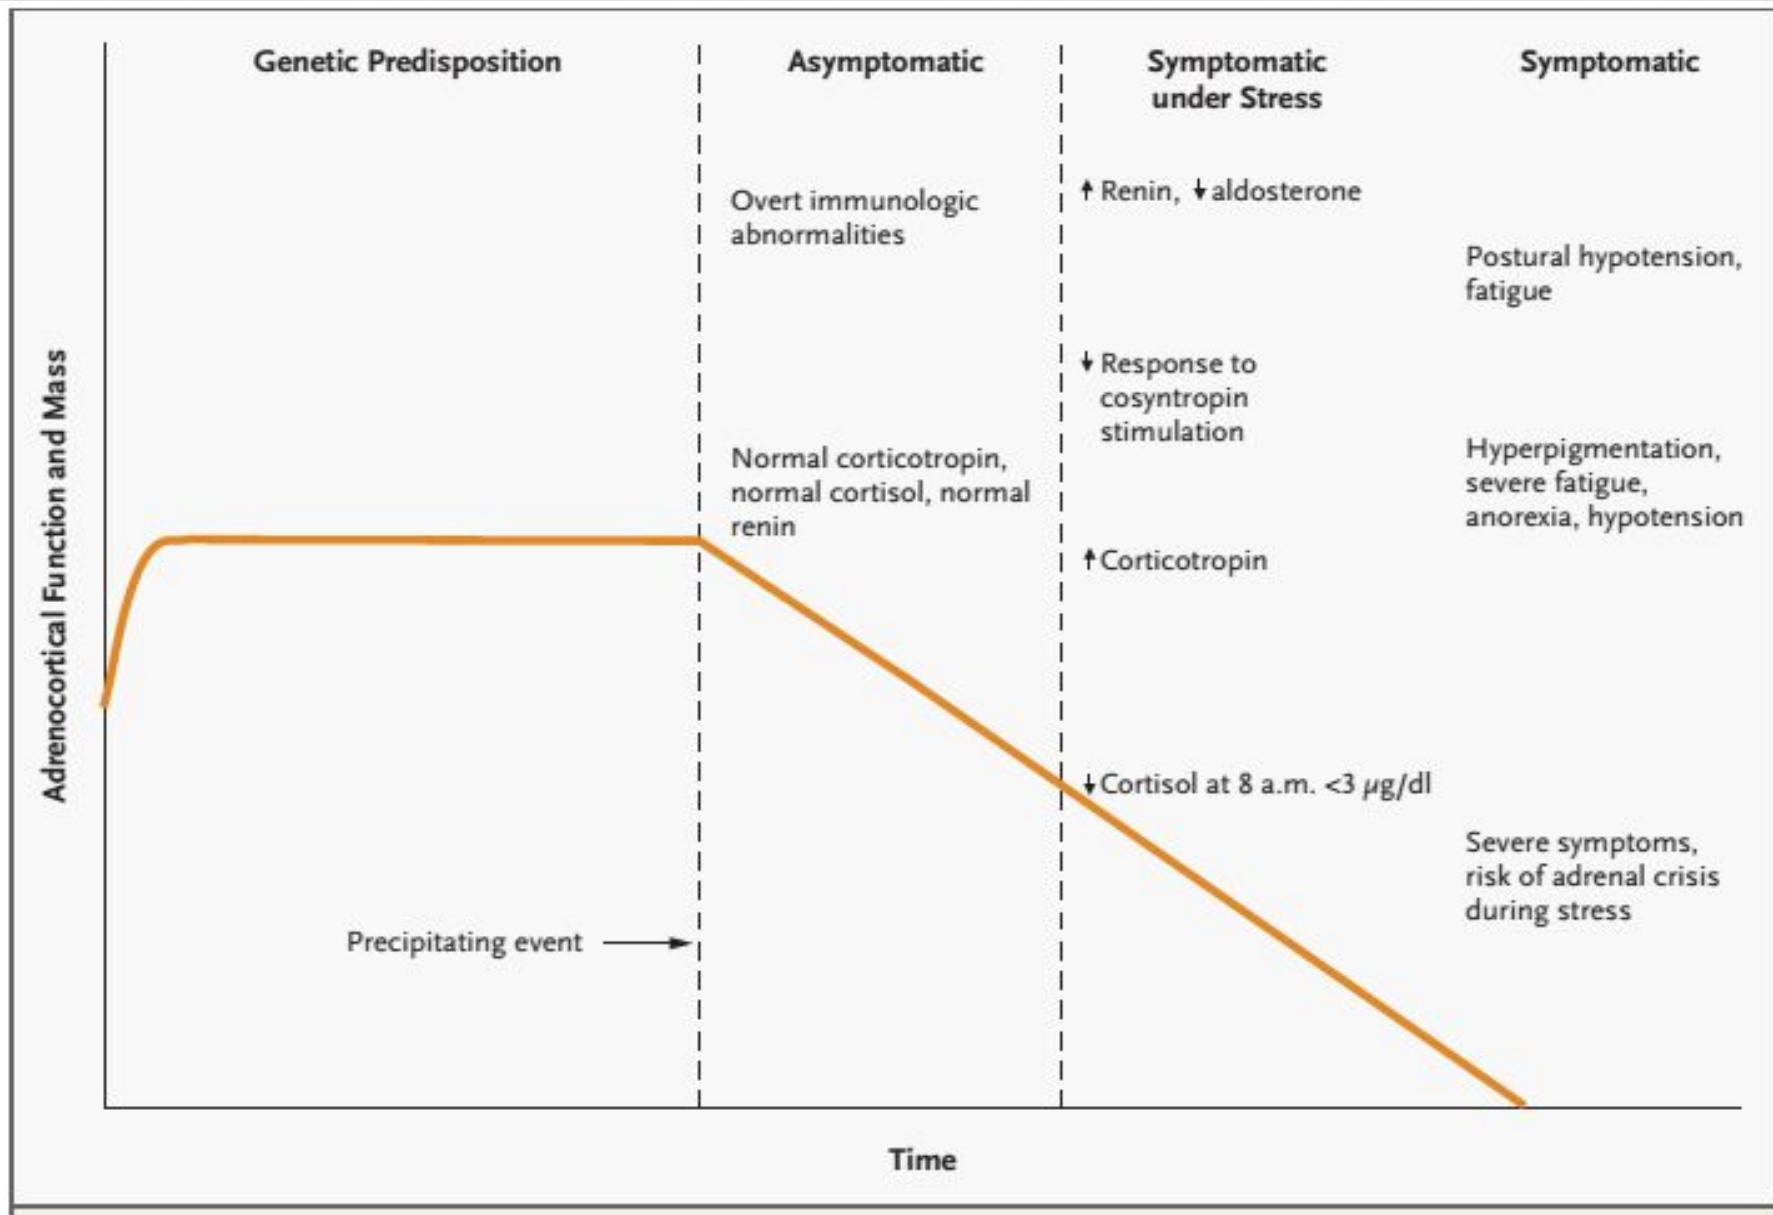 Genetic Predisposition
Asymptomatic
Symptomatic
under Stress
Symptomatic
Overt immunologic
abnormalities
Normal corticotropin,
normal cortisol, normal
renin
↑ Renin, ↓ aldosterone
↓ Response to
cosyntropin
stimulation
↑ Corticotropin
↓ Cortisol at 8 a.m. <3 µg/dl
Postural hypotension,
fatigue
Hyperpigmentation,
severe fatigue,
anorexia, hypotension
Severe symptoms,
risk of adrenal crisis
during stress
Precipitating event
Adrenocortical Function and Mass
Time